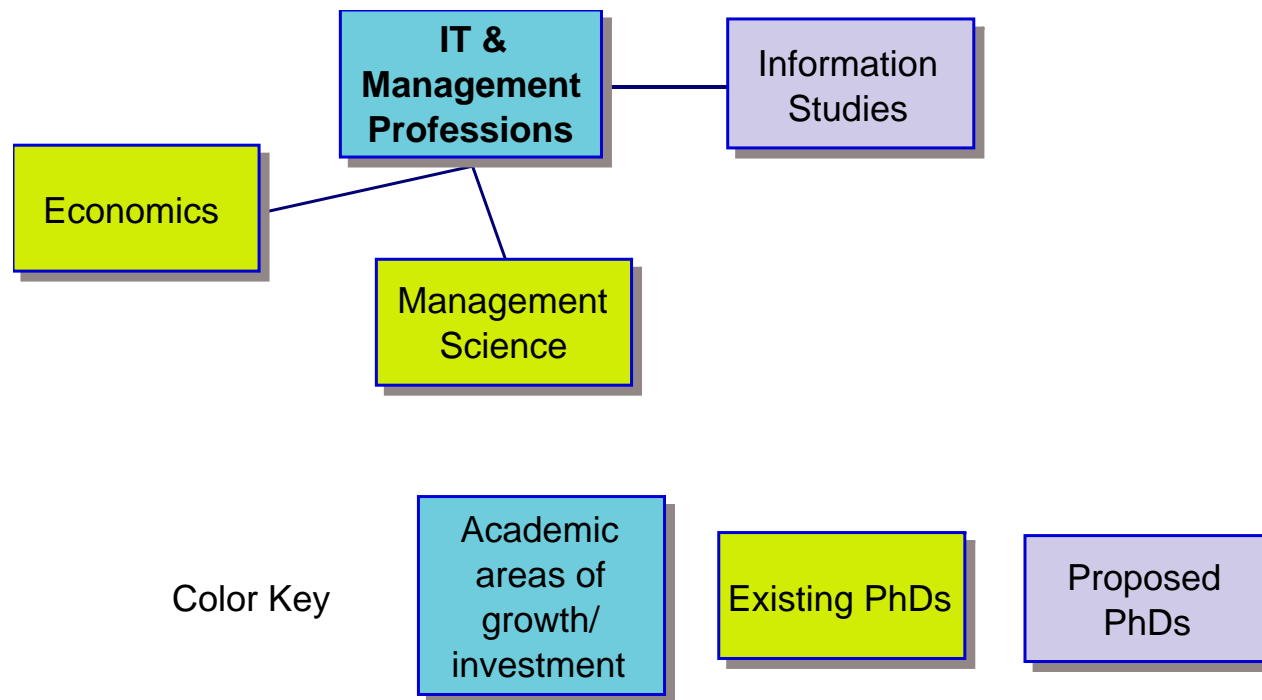 IT &
Management
Professions
Information
Studies
Economics
Management
Science
Color Key
Academic
areas of
growth/
investment
Existing PhDs
Proposed
PhDs